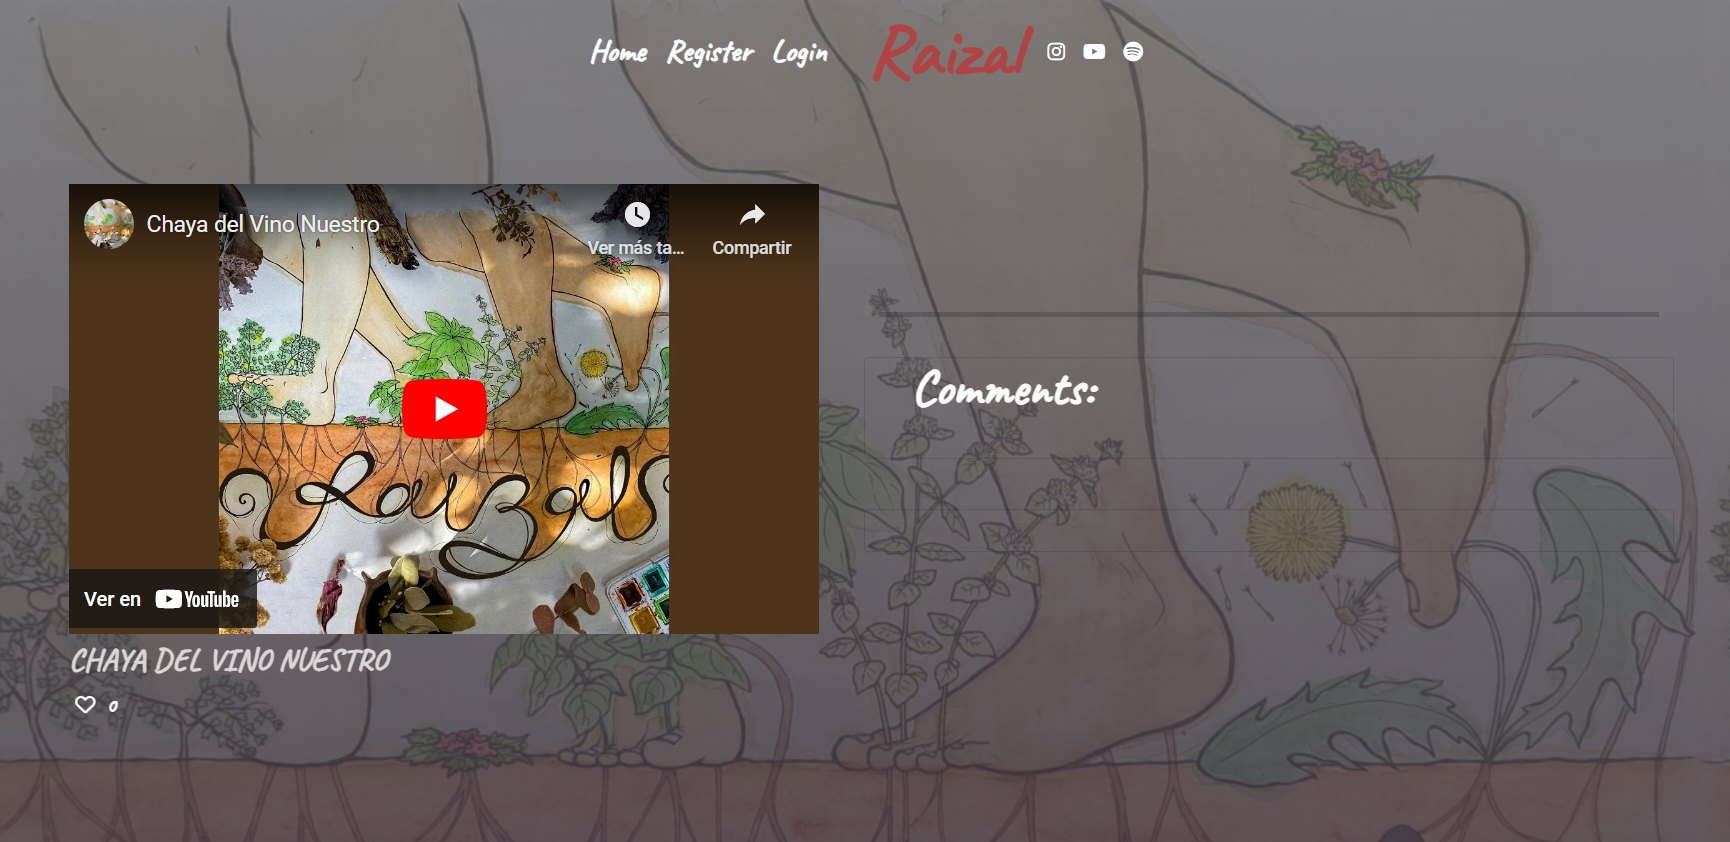 Home Register Login Raizal
Chaya del Vino Nuestro
Ver más ta...
Compartir
Raizal
Ver en YouTube
CHAYA DEL VINO NUESTRO
0
Comments: